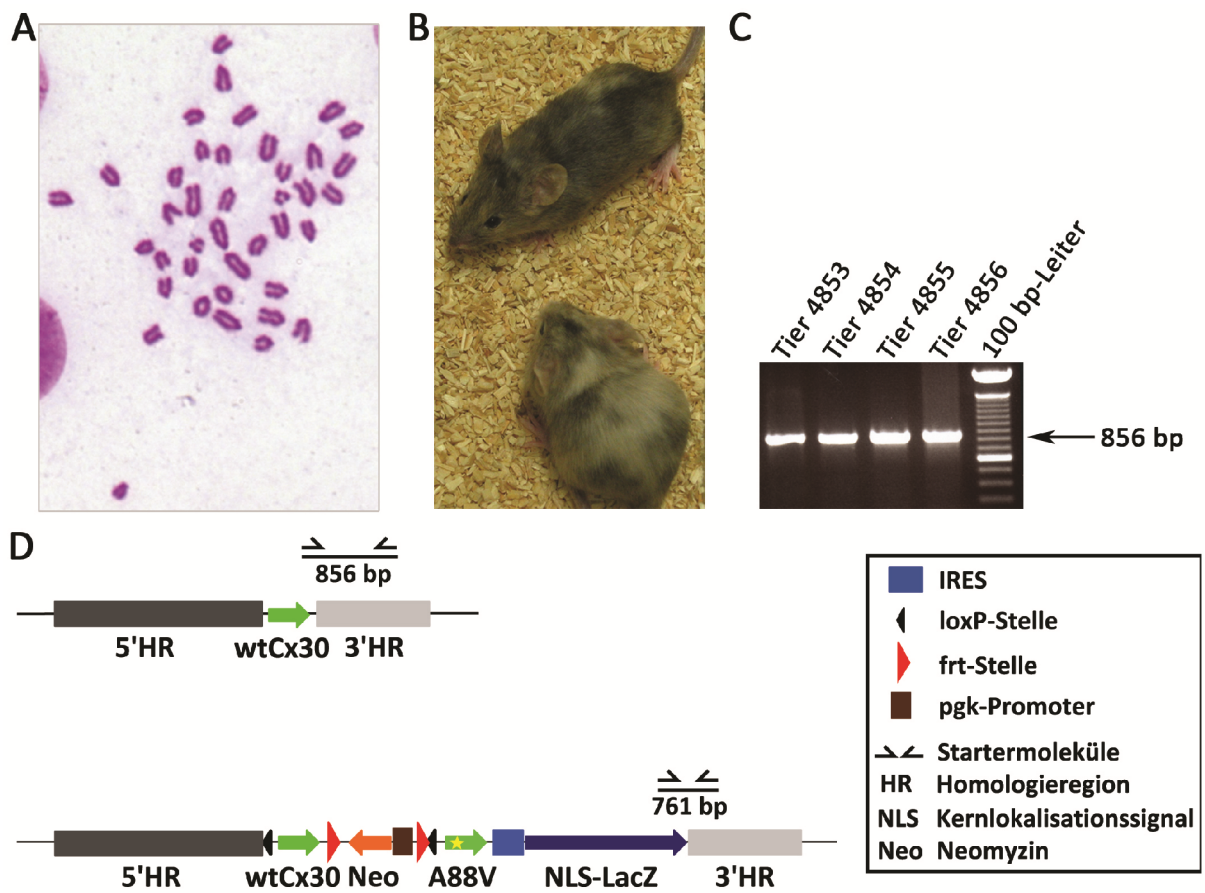 A
B
C
Tier 4853
Tier 4854
Tier 4855
Tier 4856
100 bp-Leiter
856 bp
D
856 bp
5'HR
wtCx30
3'HR
761 bp
5'HR
wtCx30
Neo
A88V
NLS-LacZ
3'HR
IRES
loxP-Stelle
frt-Stelle
pgk-Promoter
Startermoleküle
HR Homologieregion
NLS Kernlokalisationssignal
Neo Neomyzin